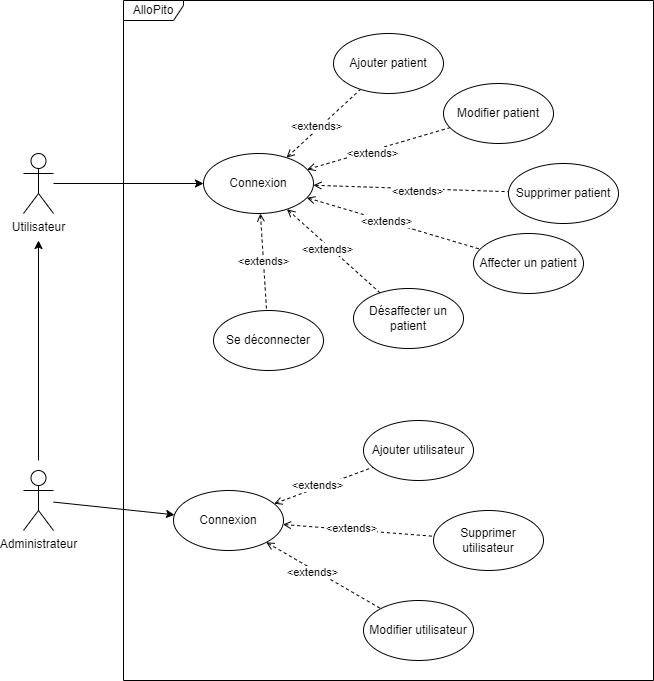 AlloPito
Ajouter patient
<extends>
Modifier patient
<extends>
Connexion
<extends>
Supprimer patient
Utilisateur
<extends>
Affecter un patient
<extends>
<extends>
Désaffecter un
patient
Se déconnecter
Ajouter utilisateur
<extends>
Connexion
<extends>
Supprimer
utilisateur
Administrateur
<extends>
Modifier utilisateur